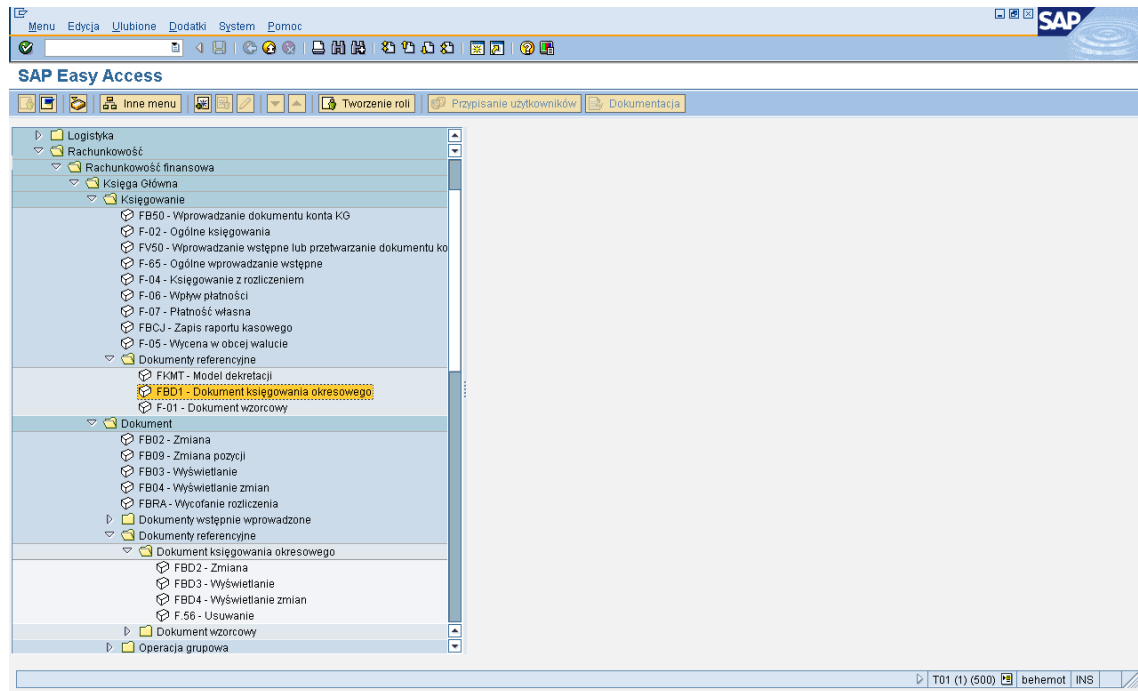 Menu Edycja Ulubione Dodatki System Pomoc
SAP
SAP Easy Access
Inne menu Tworzenie roli Przypisanie użytkowników Dokumentacja
Logistyka
Rachunkowość
Rachunkowość finansowa
Księga Główna
Księgowanie
FB50 - Wprowadzanie dokumentu konta KG
F-02 - Ogólne księgowania
FV50 - Wprowadzanie wstępne lub przetwarzanie dokumentu ko
F-65 - Ogólne wprowadzanie wstępne
F-04 - Księgowanie z rozliczeniem
F-06 - Wpływ płatności
F-07 - Płatność własna
FBCJ - Zapis raportu kasowego
F-05 - Wycena w obcej walucie
Dokumenty referencyjne
FKMT - Model dekretacji
FBD1 - Dokument księgowania okresowego
F-01 - Dokument wzorcowy
Dokument
FB02 - Zmiana
FB09 - Zmiana pozycji
FB03 - Wyświetlanie
FB04 - Wyświetlanie zmian
FBRA - Wycofanie rozliczenia
Dokumenty wstępnie wprowadzone
Dokumenty referencyjne
Dokument księgowania okresowego
FBD2 - Zmiana
FBD3 - Wyświetlanie
FBD4 - Wyświetlanie zmian
F.56 - Usuwanie
Dokument wzorcowy
Operacja grupowa
T01 (1) (500) behemot INS